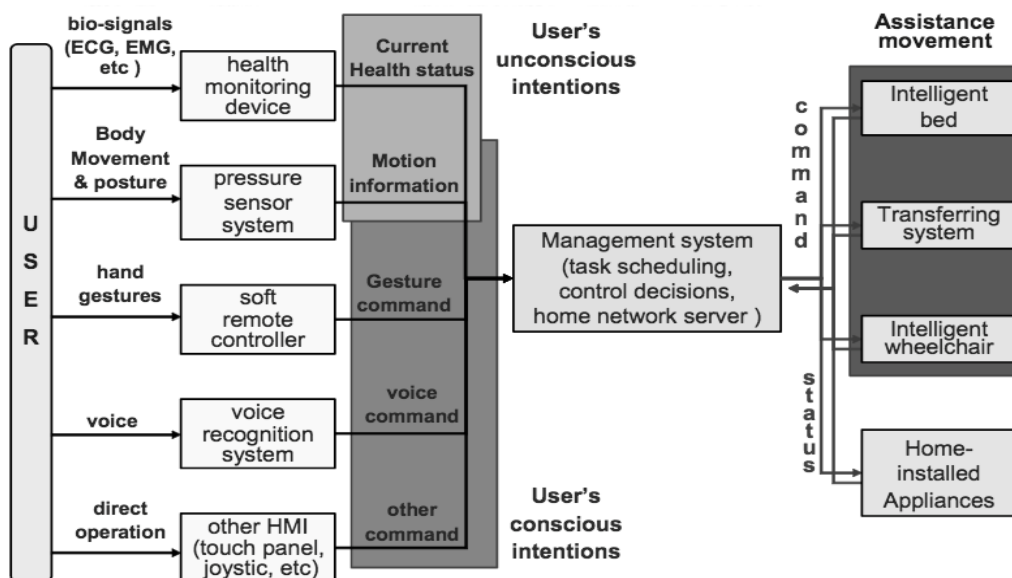 bio-signals
(ECG, EMG,
etc )
health
monitoring
device
Current
Health status
User's
unconscious
intentions
Assistance
movement
Intelligent
bed
Body
Movement
& posture
pressure
sensor
system
Motion
information
command
Transferring
system
USER
hand
gestures
soft
remote
controller
Gesture
command
Management system
(task scheduling,
control decisions,
home network server )
Intelligent
wheelchair
voice
voice
recognition
system
voice
command
status
Home-
installed
Appliances
direct
operation
other HMI
(touch panel,
joystic, etc)
other
command
User's
conscious
intentions